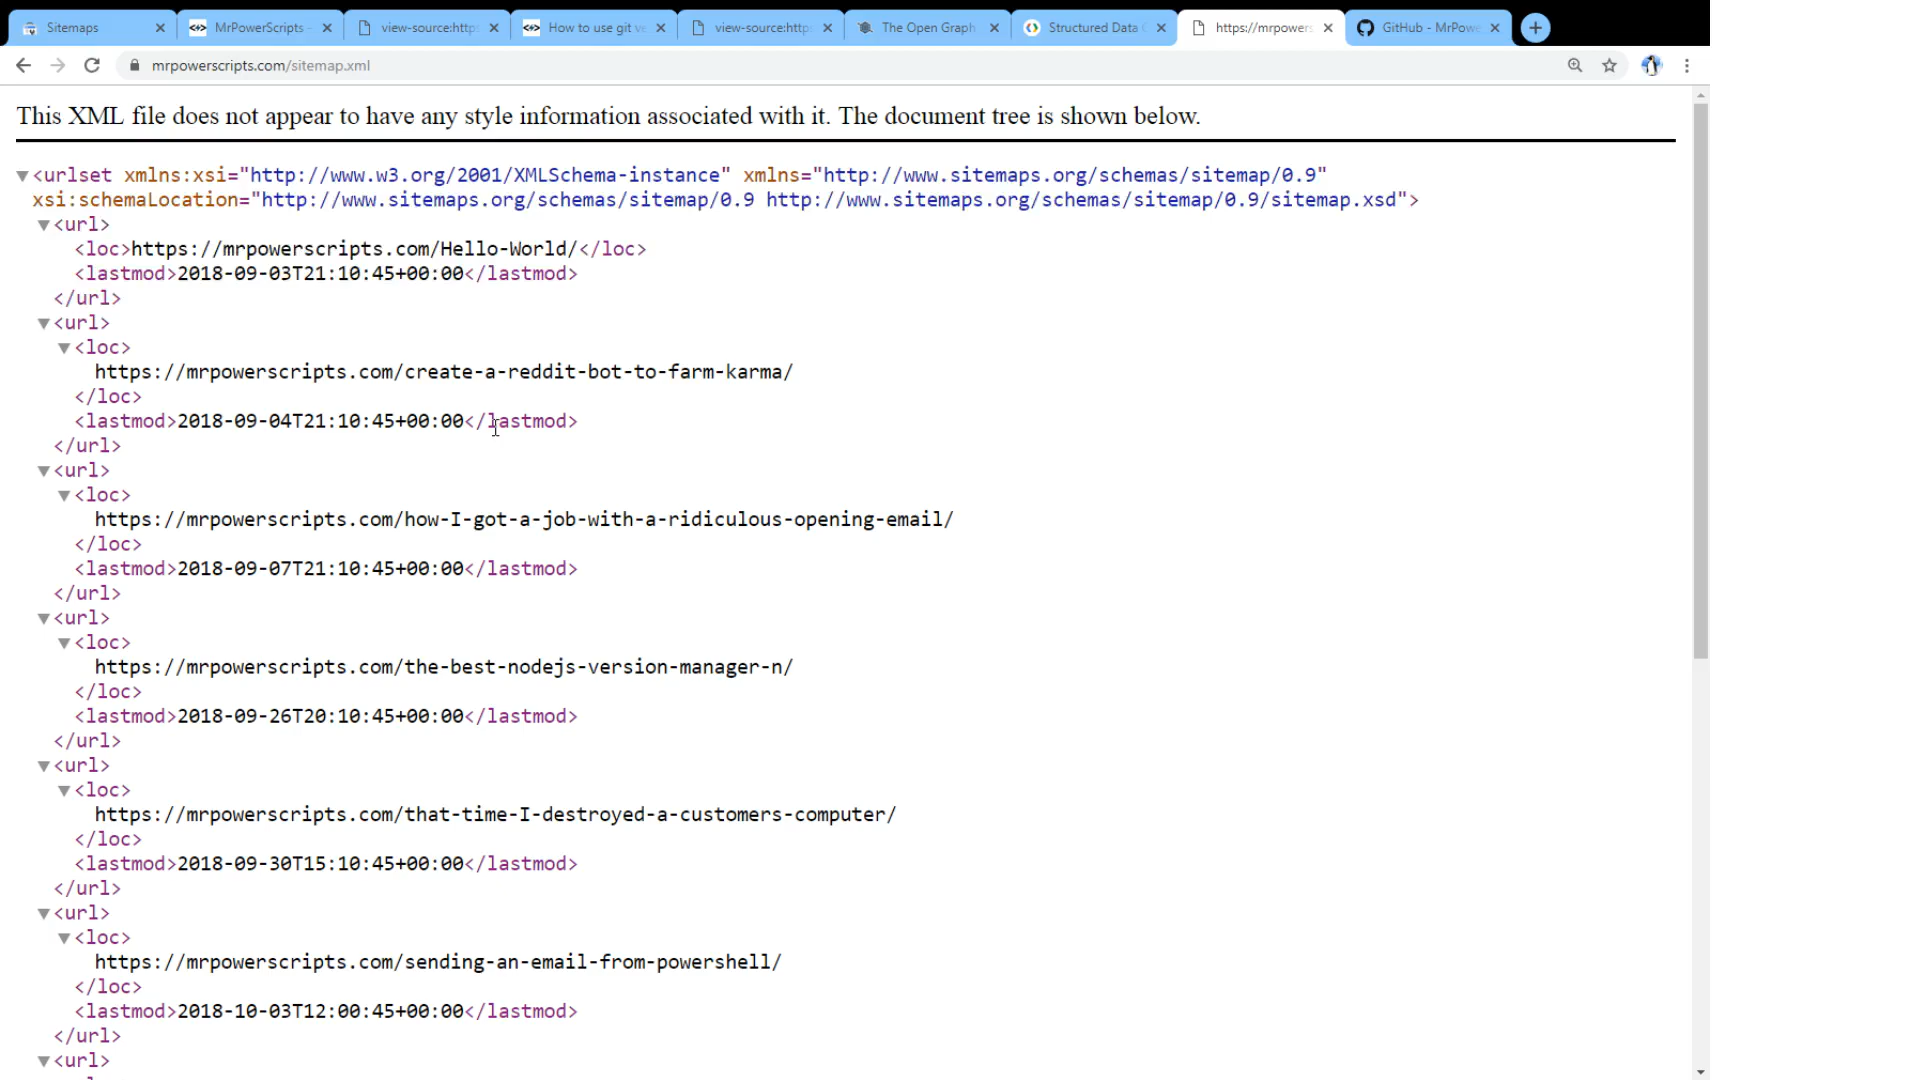 Sitemaps
MrPowerScripts -
view-source:http
How to use git ve
view-source:http
The Open Graph
Structured Data
https://mrpowers
GitHub - MrPowe
mrpowerscripts.com/sitemap.xml
This XML file does not appear to have any style information associated with it. The document tree is shown below.
<urlset xmlns:xsi="http://www.w3.org/2001/XMLSchema-instance" xmlns="http://www.sitemaps.org/schemas/sitemap/0.9"
xsi:schemaLocation="http://www.sitemaps.org/schemas/sitemap/0.9 http://www.sitemaps.org/schemas/sitemap/0.9/sitemap.xsd">
<url>
<loc>https://mrpowerscripts.com/Hello-World/</loc>
<lastmod>2018-09-03T21:10:45+00:00</lastmod>
</url>
<url>
<loc>
https://mrpowerscripts.com/create-a-reddit-bot-to-farm-karma/
</loc>
<lastmod>2018-09-04T21:10:45+00:00</lastmod>
</url>
<url>
<loc>
https://mrpowerscripts.com/how-I-got-a-job-with-a-ridiculous-opening-email/
</loc>
<lastmod>2018-09-07T21:10:45+00:00</lastmod>
</url>
<url>
<loc>
https://mrpowerscripts.com/the-best-nodejs-version-manager-n/
</loc>
<lastmod>2018-09-26T20:10:45+00:00</lastmod>
</url>
<url>
<loc>
https://mrpowerscripts.com/that-time-I-destroyed-a-customers-computer/
</loc>
<lastmod>2018-09-30T15:10:45+00:00</lastmod>
</url>
<url>
<loc>
https://mrpowerscripts.com/sending-an-email-from-powershell/
</loc>
<lastmod>2018-10-03T12:00:45+00:00</lastmod>
</url>
<url>